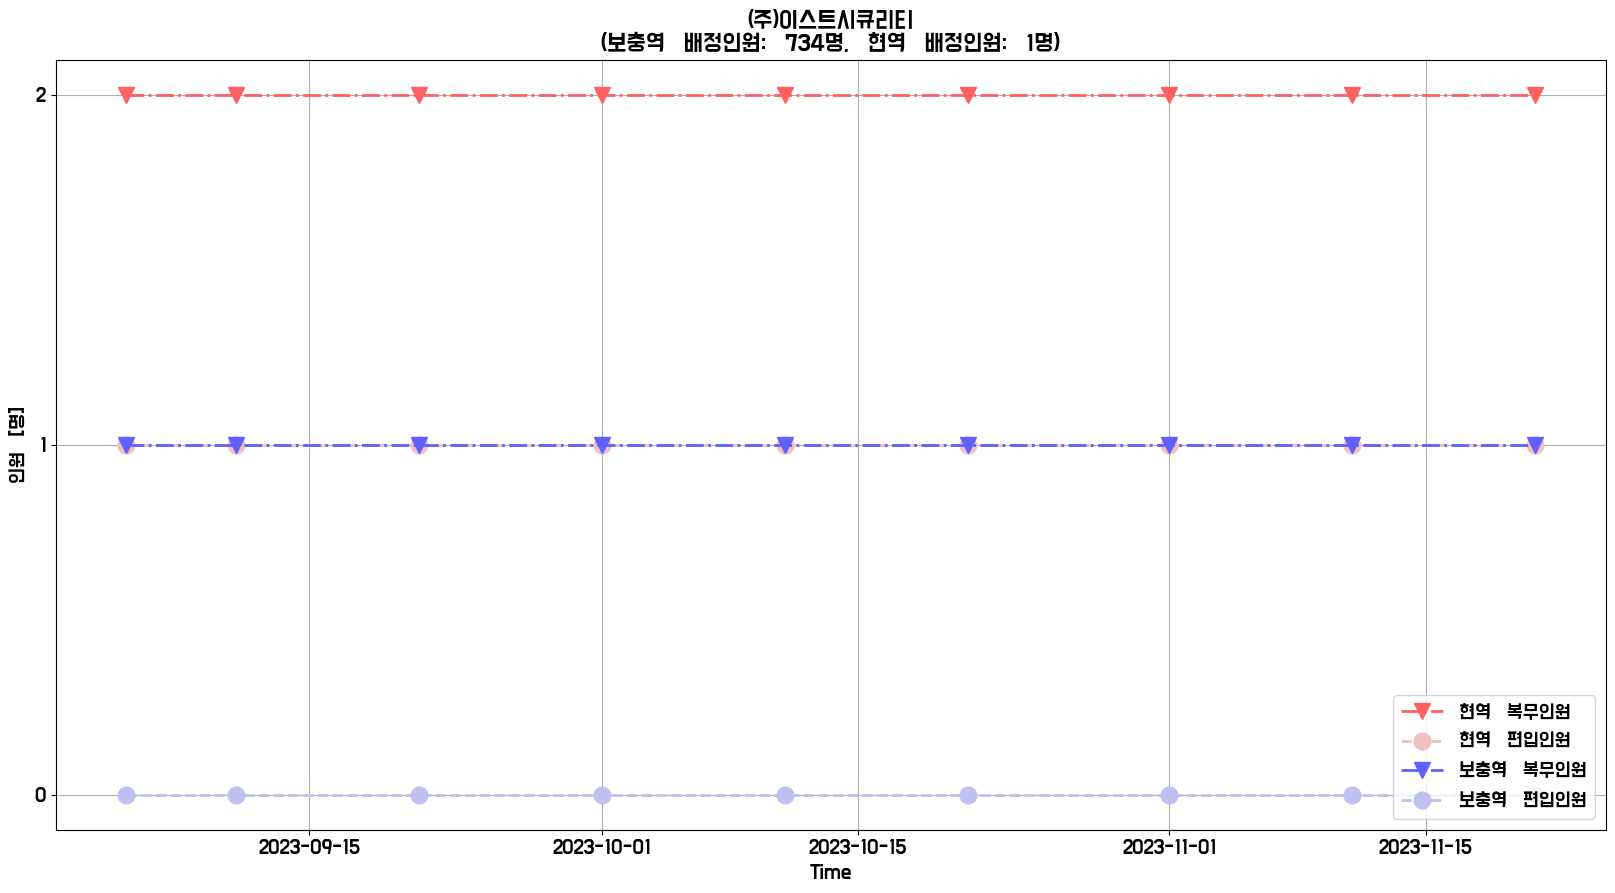 (주)이스트시큐리티
(보충역 배정인원: 734명, 현역 배정인원: 1명)
2
1
0
인원 [명]
현역 복무인원
현역 편입인원
보충역 복무인원
보충역 편입인원
2023-09-15 2023-10-01 2023-10-15 2023-11-01 2023-11-15
Time